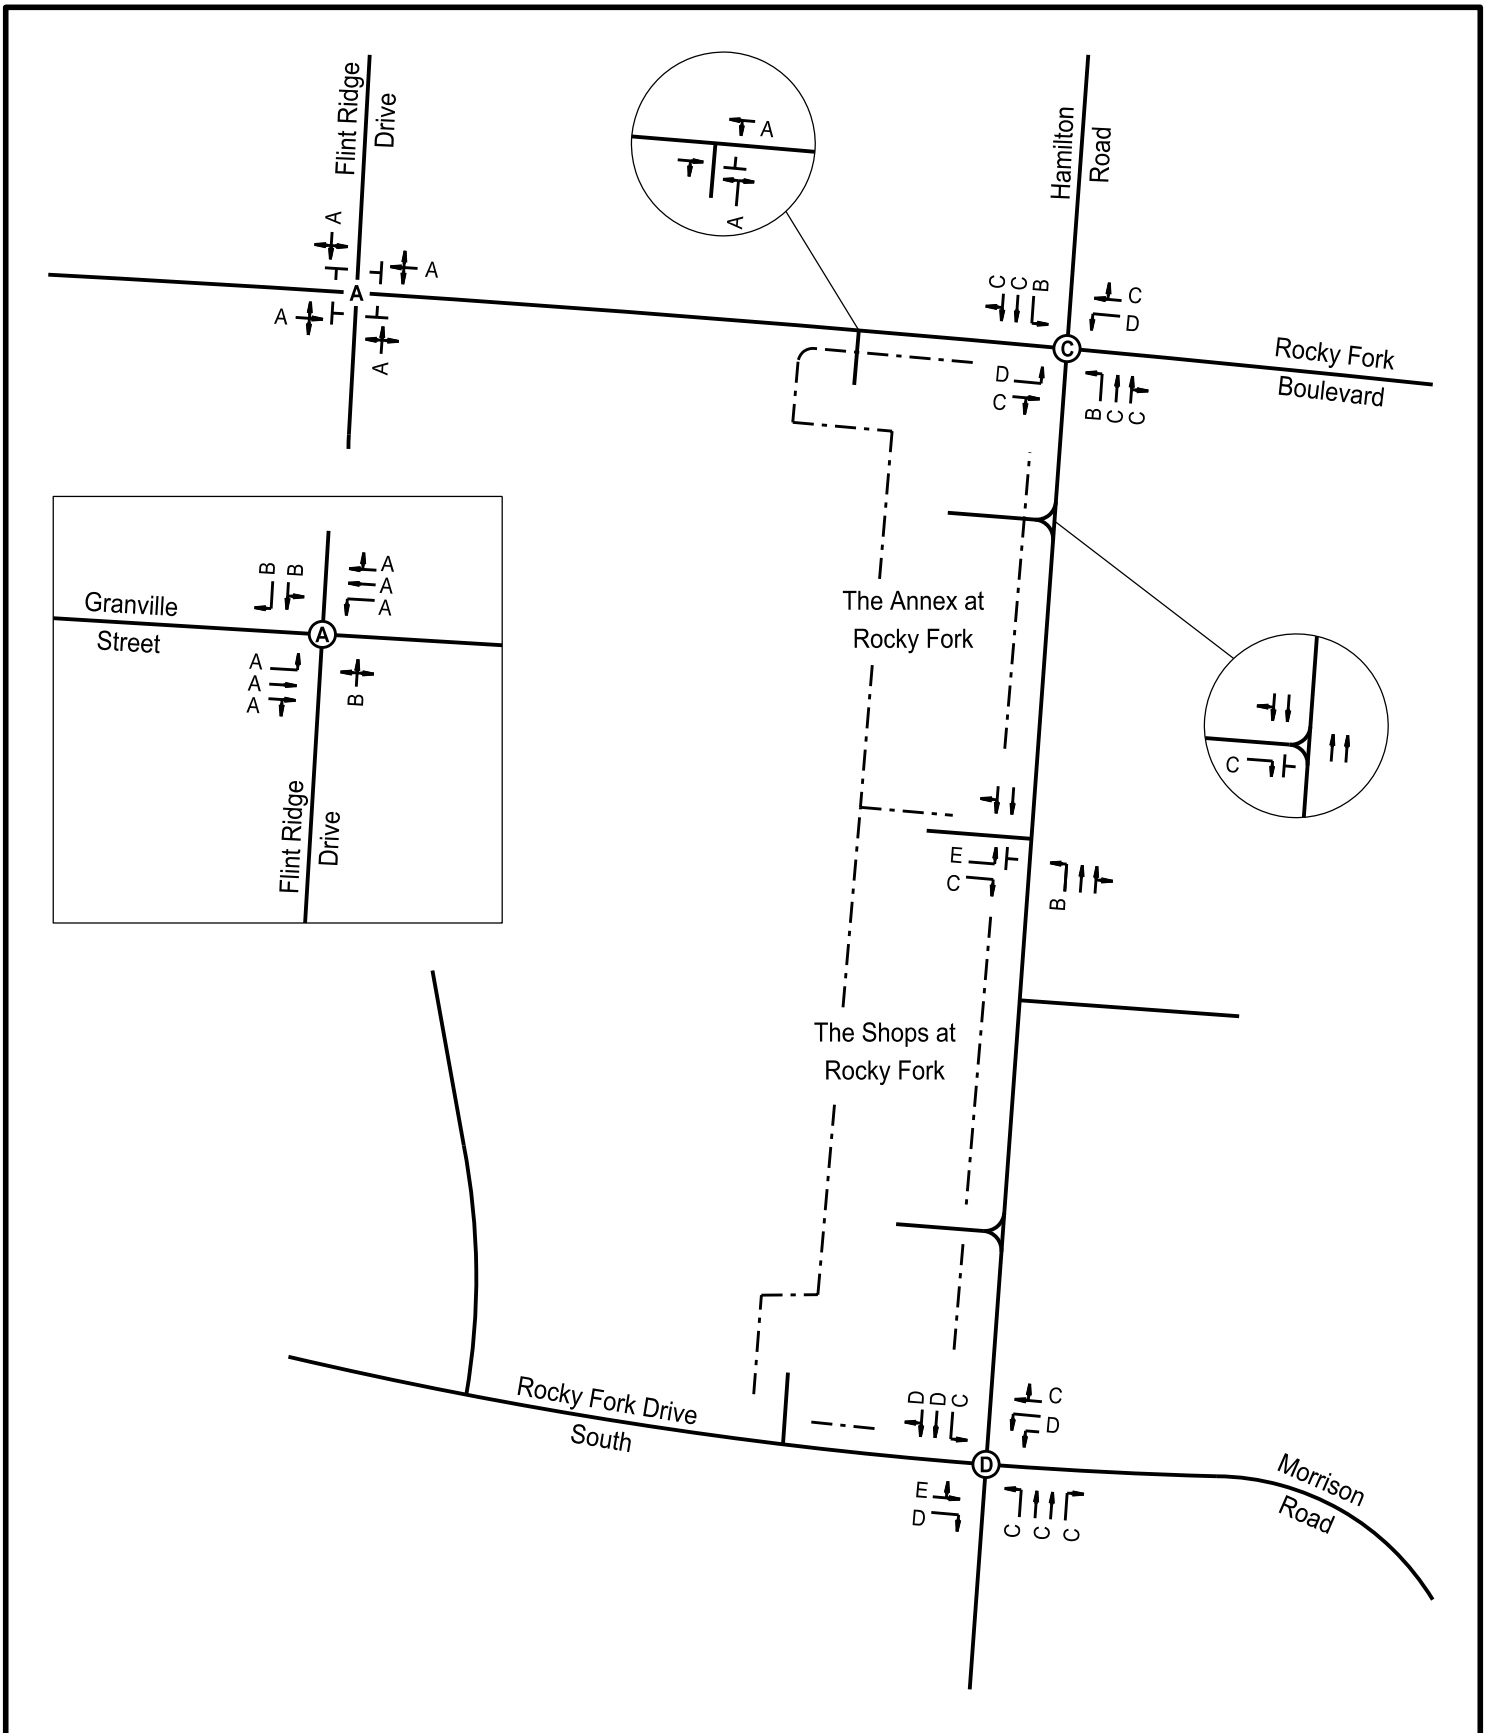 Flint Ridge
Drive
Hamilton
Road
A
A
A
A
A
A
A
A
C
C
B
C
D
C
D
C
B
C
C
Rocky Fork
Boulevard
B
B
A
A
A
Granville
Street
A
A
A
A
B
Flint Ridge
Drive
The Annex at
Rocky Fork
C
E
C
B
The Shops at
Rocky Fork
Rocky Fork Drive
South
D
D
C
C
D
D
E
D
C
C
C
Morrison
Road